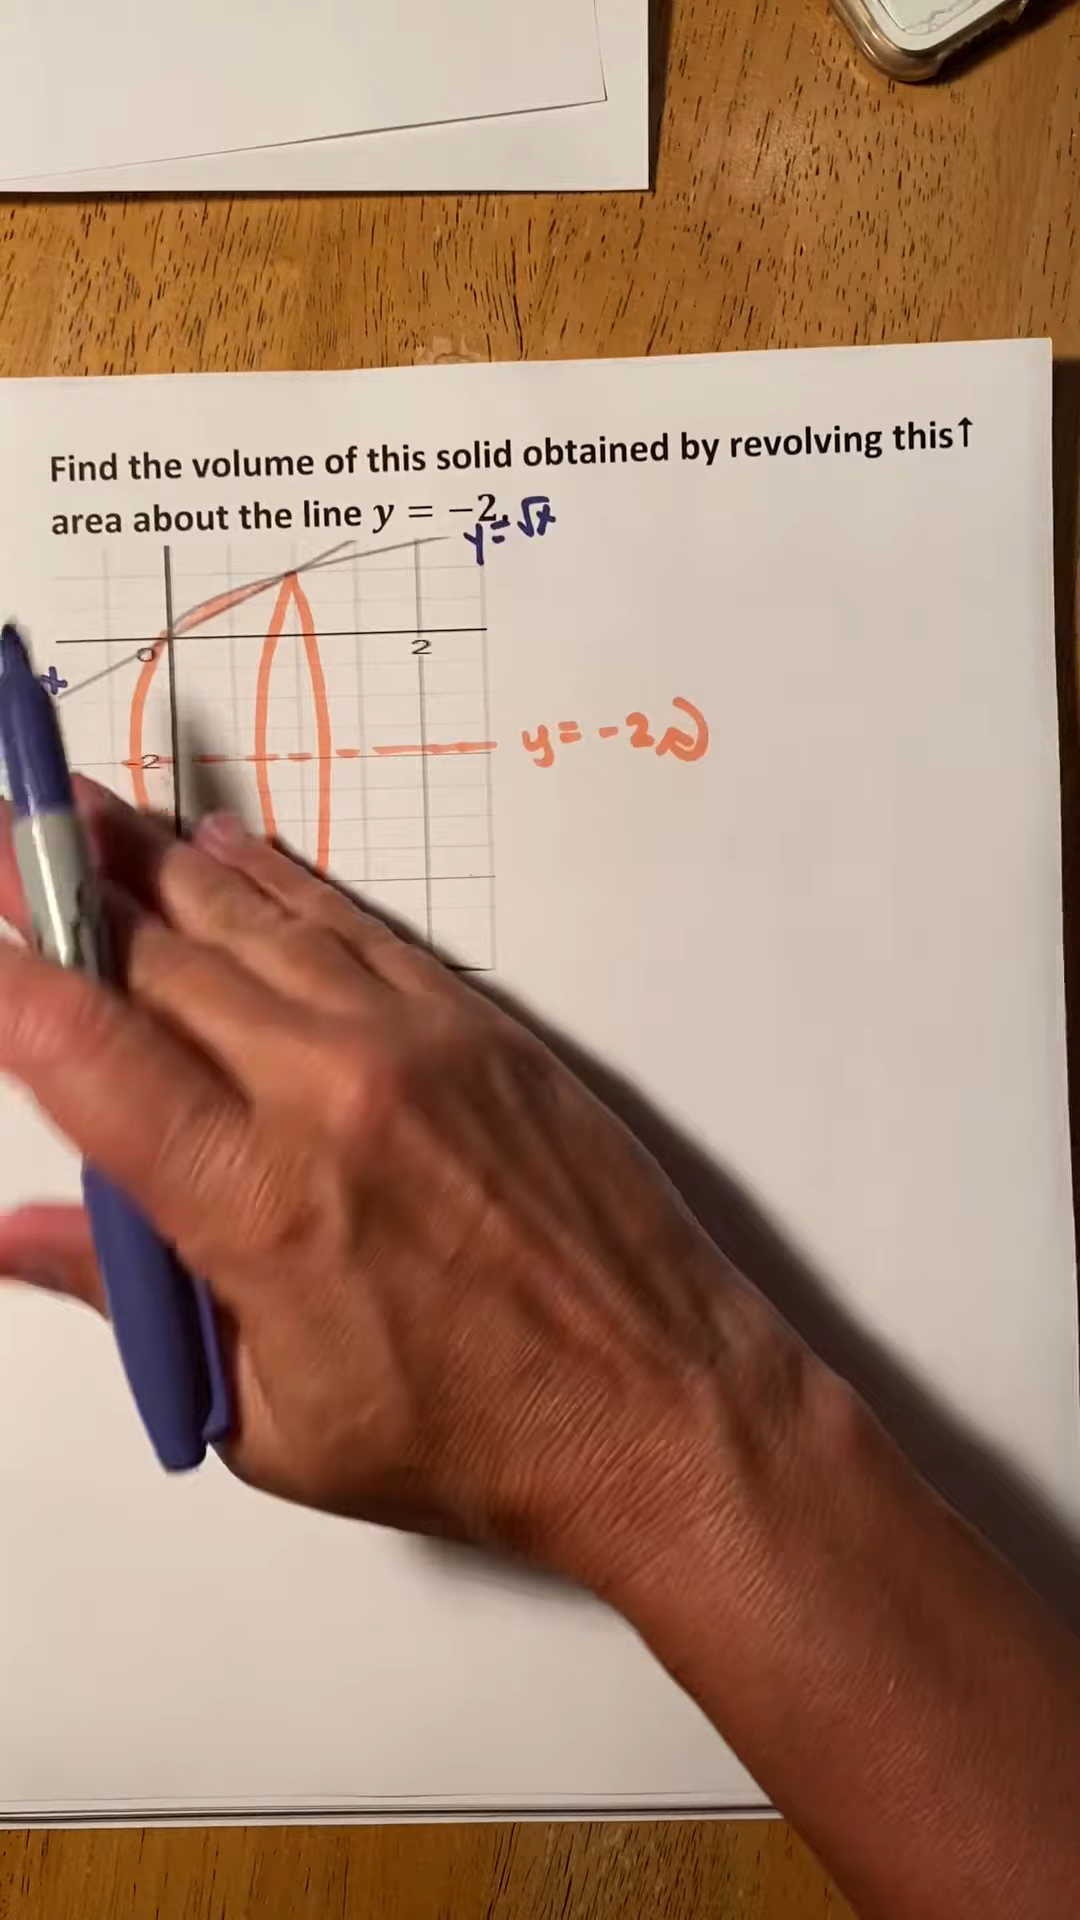 Find the volume of this solid obtained by revolving this↑
area about the line y = −2.
y = √x
0
2
x
-2
y = -2